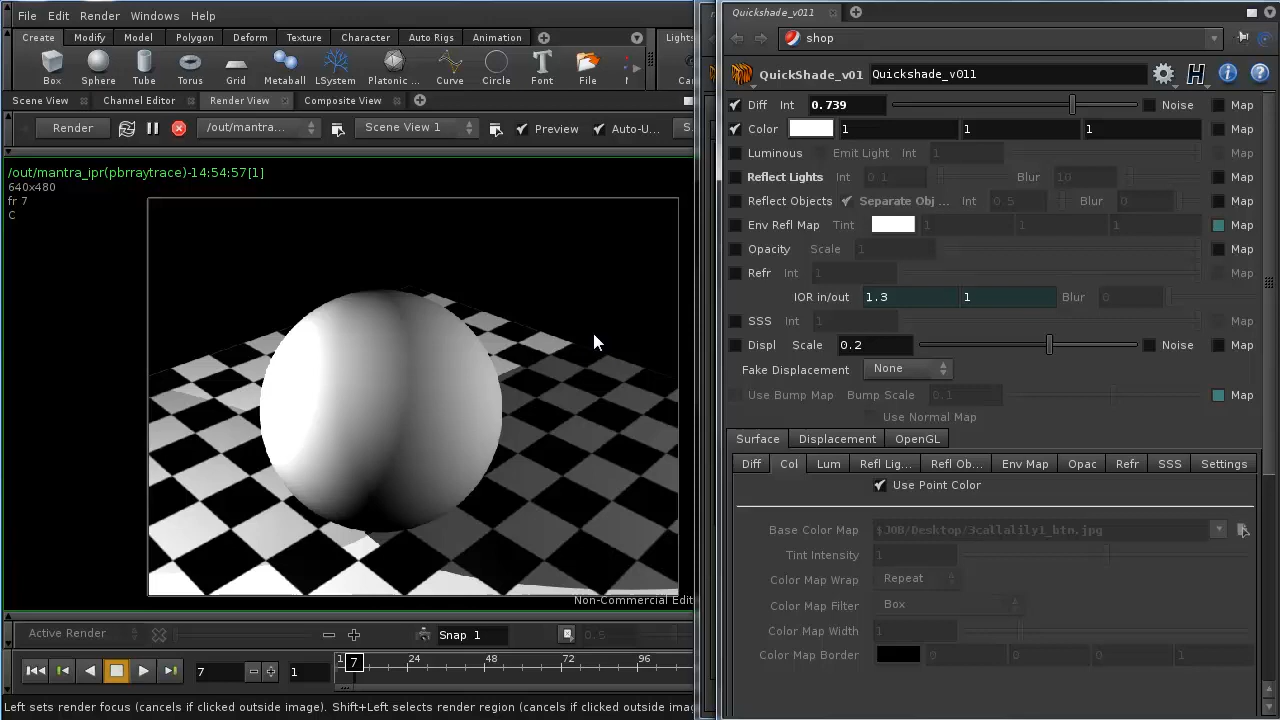 File Edit Render Windows Help
Create Modify Model Polygon Deform Texture Character Auto Rigs Animation Lights
Box Sphere Tube Torus Grid Metaball LSystem Platonic ... Curve Circle Font File
Scene View Channel Editor Render View Composite View
Render /out/mantra... Scene View 1 Preview Auto-U... S...
/out/mantra_ipr(pbrraytrace)-14:54:57[1]
640x480
fr 7
C
Non-Commercial Edit
Active Render Snap 1 0.5
7 1 1 7 24 48 72 96
Left sets render focus (cancels if clicked outside image). Shift+Left selects render region (cancels if clicked outside imag
Quickshade_v011
shop
QuickShade_v01 Quickshade_v011
Diff Int 0.739 Noise Map
Color 1 1 1 Map
Luminous Emit Light Int 1 Map
Reflect Lights Int 0.1 Blur 10 Map
Reflect Objects Separate Obj ... Int 0.5 Blur 0 Map
Env Refl Map Tint 1 1 1 Map
Opacity Scale 1 Map
Refr Int 1 Map
IOR in/out 1.3 1 Blur 0
SSS Int 1 Map
Displ Scale 0.2 Noise Map
Fake Displacement None
Use Bump Map Bump Scale 0.1 Map
Use Normal Map
Surface Displacement OpenGL
Diff Col Lum Refl Lig... Refl Ob... Env Map Opac Refr SSS Settings
Use Point Color
Base Color Map $JOB/Desktop/3callalily1_btn.jpg
Tint Intensity 1
Color Map Wrap Repeat
Color Map Filter Box
Color Map Width 1
Color Map Border 0 0 0 1